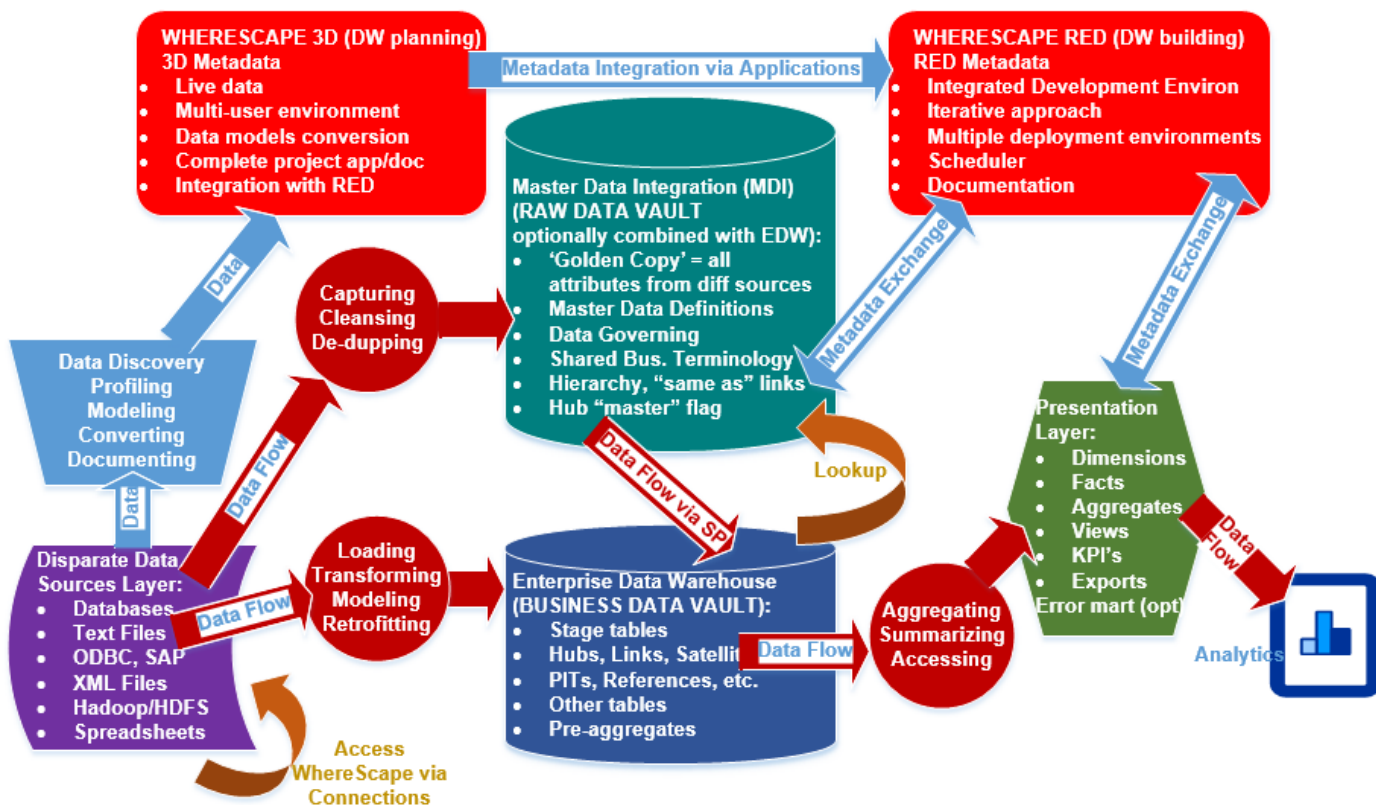 WHERESCAPE 3D (DW planning)
3D Metadata
• Live data
• Multi-user environment
• Data models conversion
• Complete project app/doc
• Integration with RED
Metadata Integration via Applications
WHERESCAPE RED (DW building)
RED Metadata
• Integrated Development Environ
• Iterative approach
• Multiple deployment environments
• Scheduler
• Documentation
Master Data Integration (MDI)
(RAW DATA VAULT
optionally combined with EDW):
• ‘Golden Copy’ = all
attributes from diff sources
• Master Data Definitions
• Data Governing
• Shared Bus. Terminology
• Hierarchy, “same as” links
• Hub “master” flag
Data
Capturing
Cleansing
De-dupping
Metadata Exchange
Metadata Exchange
Data Discovery
Profiling
Modeling
Converting
Documenting
Data Flow
Data
Data Flow via SP
Lookup
Presentation
Layer:
• Dimensions
• Facts
• Aggregates
• Views
• KPI's
• Exports
Error mart (opt)
Data
Flow
Analytics
Disparate Data
Sources Layer:
• Databases
• Text Files
• ODBC, SAP
• XML Files
• Hadoop/HDFS
• Spreadsheets
Data Flow
Loading
Transforming
Modeling
Retrofitting
Enterprise Data Warehouse
(BUSINESS DATA VAULT):
• Stage tables
• Hubs, Links, Satellit
• PITs, References, etc.
• Other tables
• Pre-aggregates
Data Flow
Aggregating
Summarizing
Accessing
Access
WhereScape via
Connections